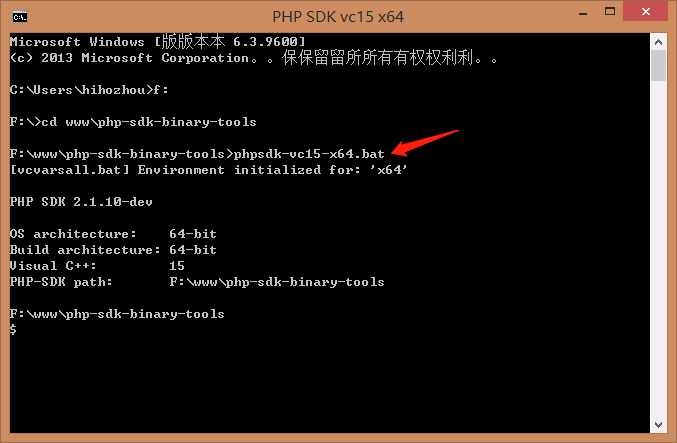 PHP SDK vc15 x64
C:\.
Microsoft Windows [版版本本 6.3.9600]
(c) 2013 Microsoft Corporation。。保保留留所所有有权权利利。。
C:\Users\hihozhou>f:
F:\>cd www\php-sdk-binary-tools
F:\www\php-sdk-binary-tools>phpsdk-vc15-x64.bat
[vcvarsall.bat] Environment initialized for: 'x64'
PHP SDK 2.1.10-dev
OS architecture:    64-bit
Build architecture: 64-bit
Visual C++:         15
PHP-SDK path:       F:\www\php-sdk-binary-tools
F:\www\php-sdk-binary-tools
$